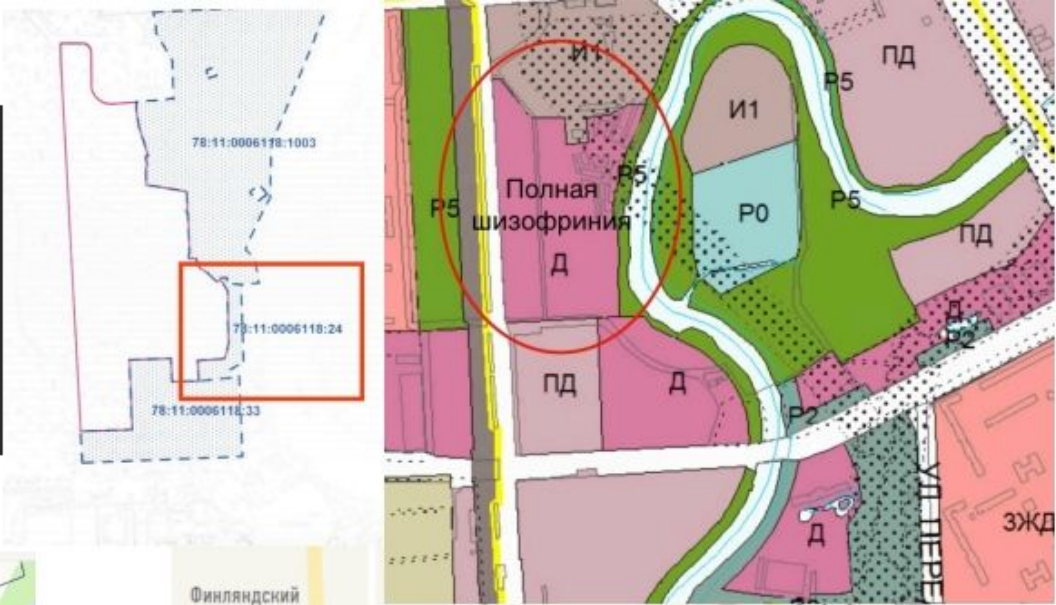 78:11:0006118:1003
78:11:0006118:24
78:11:0006118:33
Финляндский
И1
ПД
Р5
И1
Р5
Р5
Полная
шизофриния
Р0
Р5
Д
ПД
Д
Р2
ПД
Д
Р2
УЛ ПЕРЕ
ЗЖД
Д